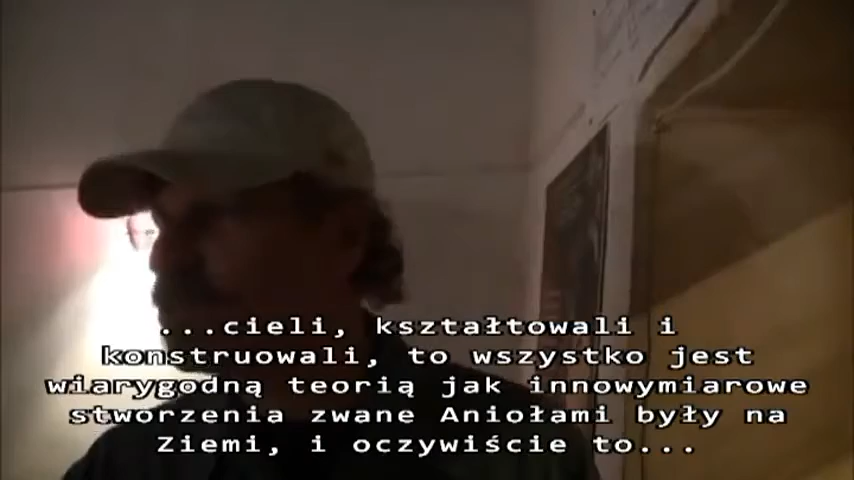 ...cieli, kształtowali i
konstruowali, to wszystko jest
wiarygodną teorią jak innowymiarowe
stworzenia zwane Aniołami były na
Ziemi, i oczywiście to...